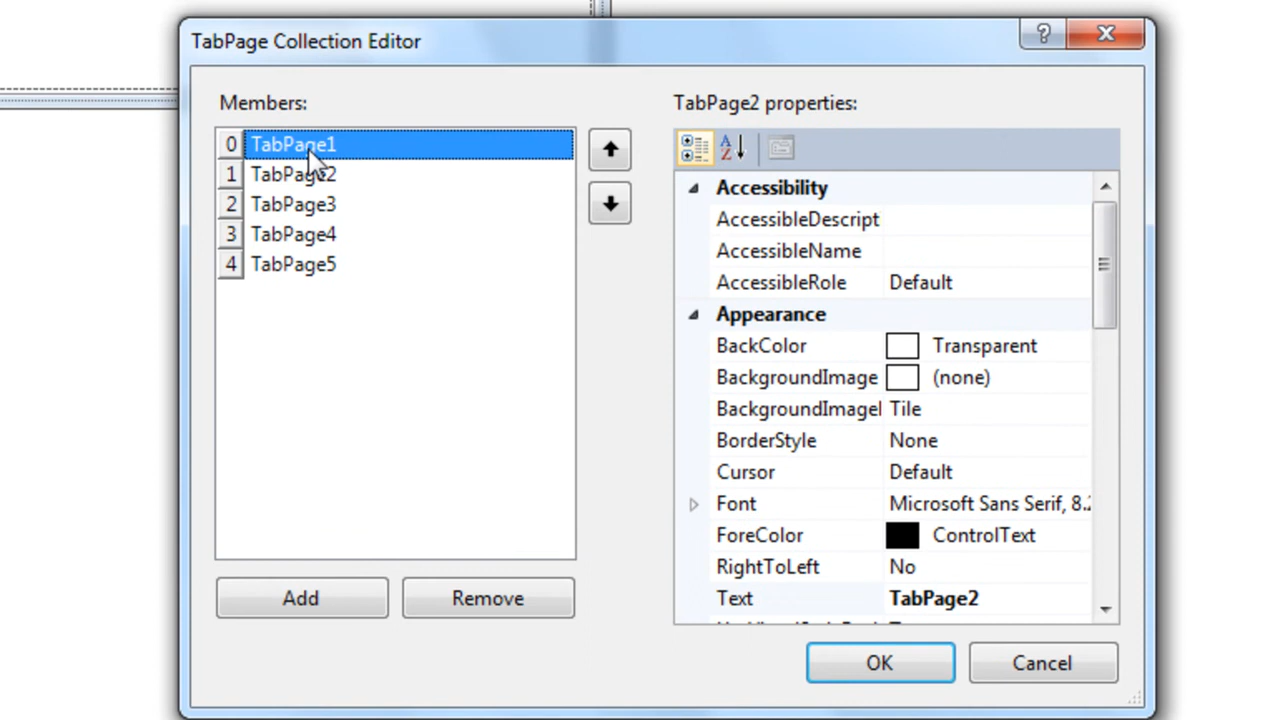 TabPage Collection Editor
Members:
0 TabPage1
1 TabPage2
2 TabPage3
3 TabPage4
4 TabPage5
Add
Remove
TabPage2 properties:
Accessibility
AccessibleDescript
AccessibleName
AccessibleRole Default
Appearance
BackColor Transparent
BackgroundImage (none)
BackgroundImagel Tile
BorderStyle None
Cursor Default
Font Microsoft Sans Serif, 8.2
ForeColor ControlText
RightToLeft No
Text TabPage2
OK
Cancel